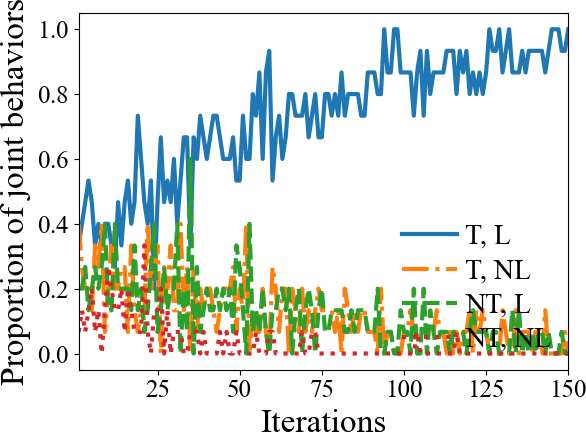 Proportion of joint behaviors
1.0
0.8
0.6
0.4
0.2
0.0
T, L
T, NL
NT, L
NT, NL
25 50 75 100 125 150
Iterations